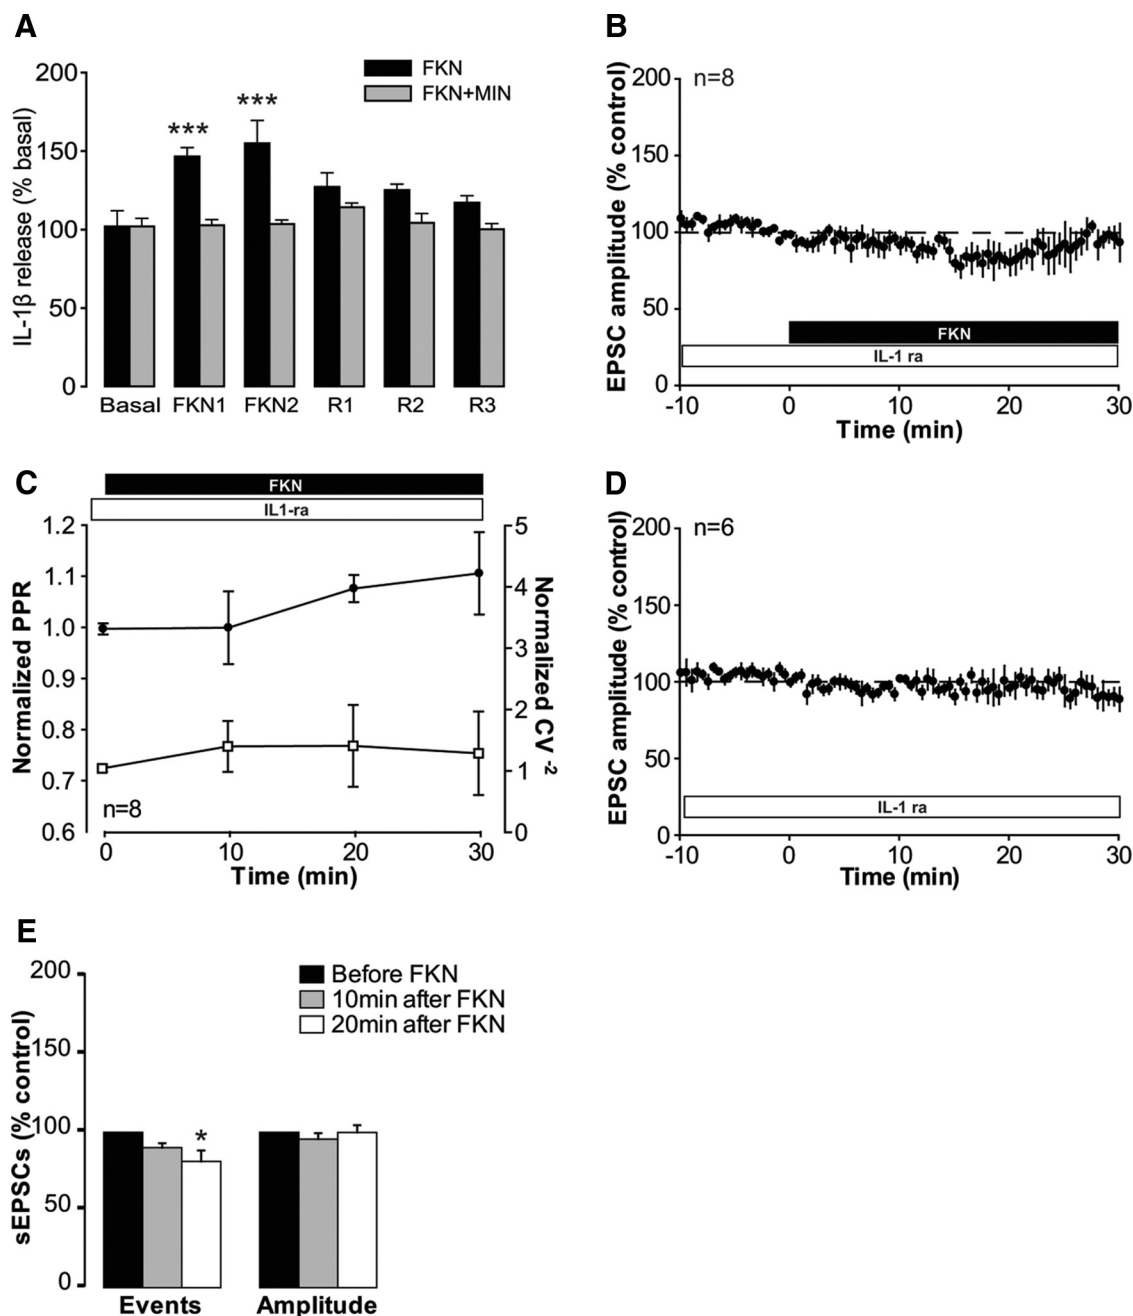 A
IL-1β release (% basal)
200
150
100
50
0
FKN
FKN+MIN
***
***
Basal FKN1 FKN2 R1 R2 R3
B
EPSC amplitude (% control)
200
150
100
50
0
n=8
FKN
IL-1 ra
-10 0 10 20 30
Time (min)
C
FKN
IL1-ra
Normalized PPR
1.2
1.1
1.0
0.9
0.8
0.7
0.6
5
4
3
2
1
0
Normalized CV -2
n=8
0 10 20 30
Time (min)
D
EPSC amplitude (% control)
200
150
100
50
0
n=6
IL-1 ra
-10 0 10 20 30
Time (min)
E
sEPSCs (% control)
200
150
100
50
0
Before FKN
10min after FKN
20min after FKN
*
Events Amplitude